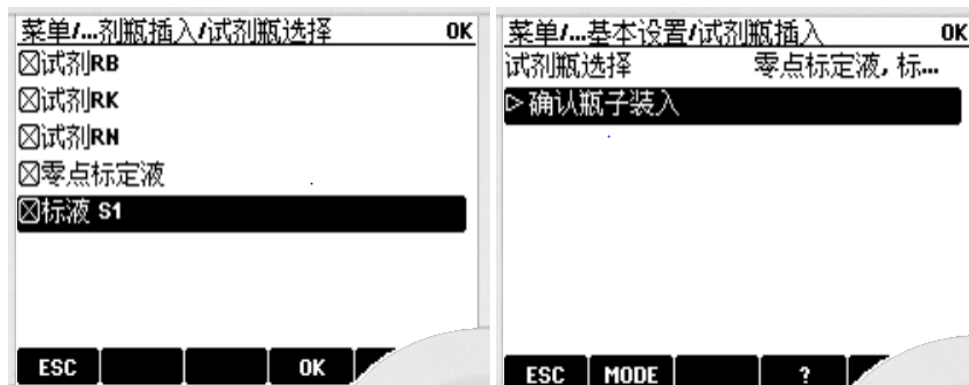 菜单/...剂瓶插入/试剂瓶选择 OK
☒试剂RB
☒试剂RK
☒试剂RN
☒零点标定液
☒标液 S1
ESC OK
菜单/...基本设置/试剂瓶插入 OK
试剂瓶选择 零点标定液, 标...
▷确认瓶子装入
ESC MODE ?